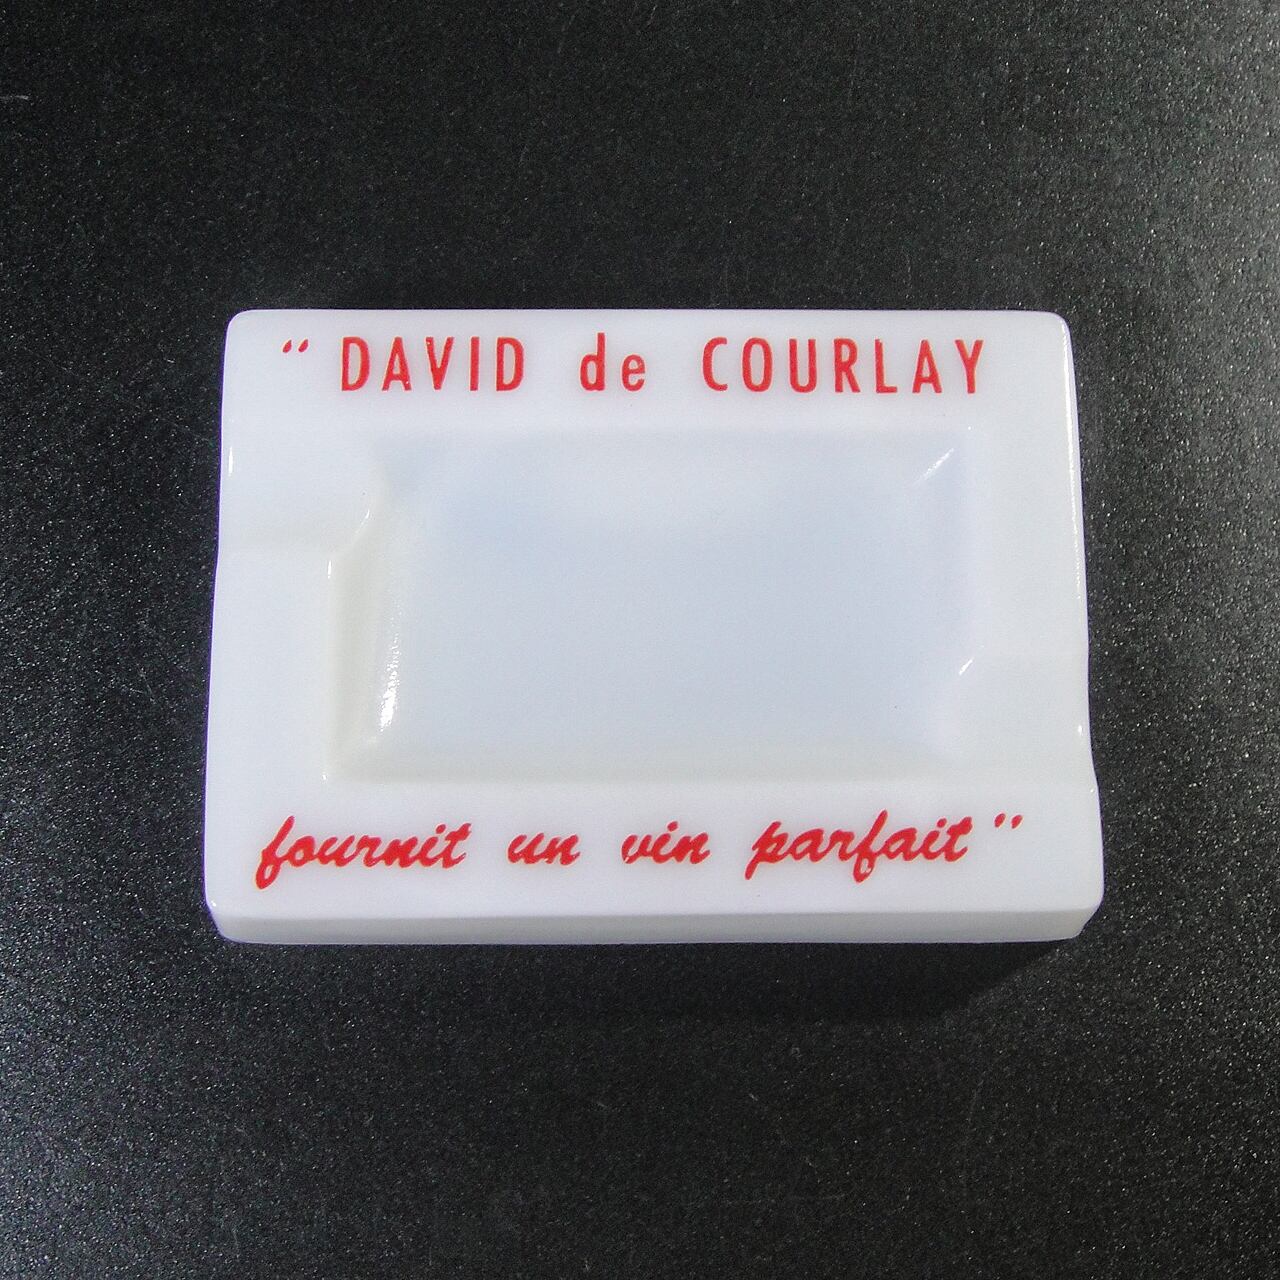 “ DAVID de COURLAY
fournit un vin parfait ”